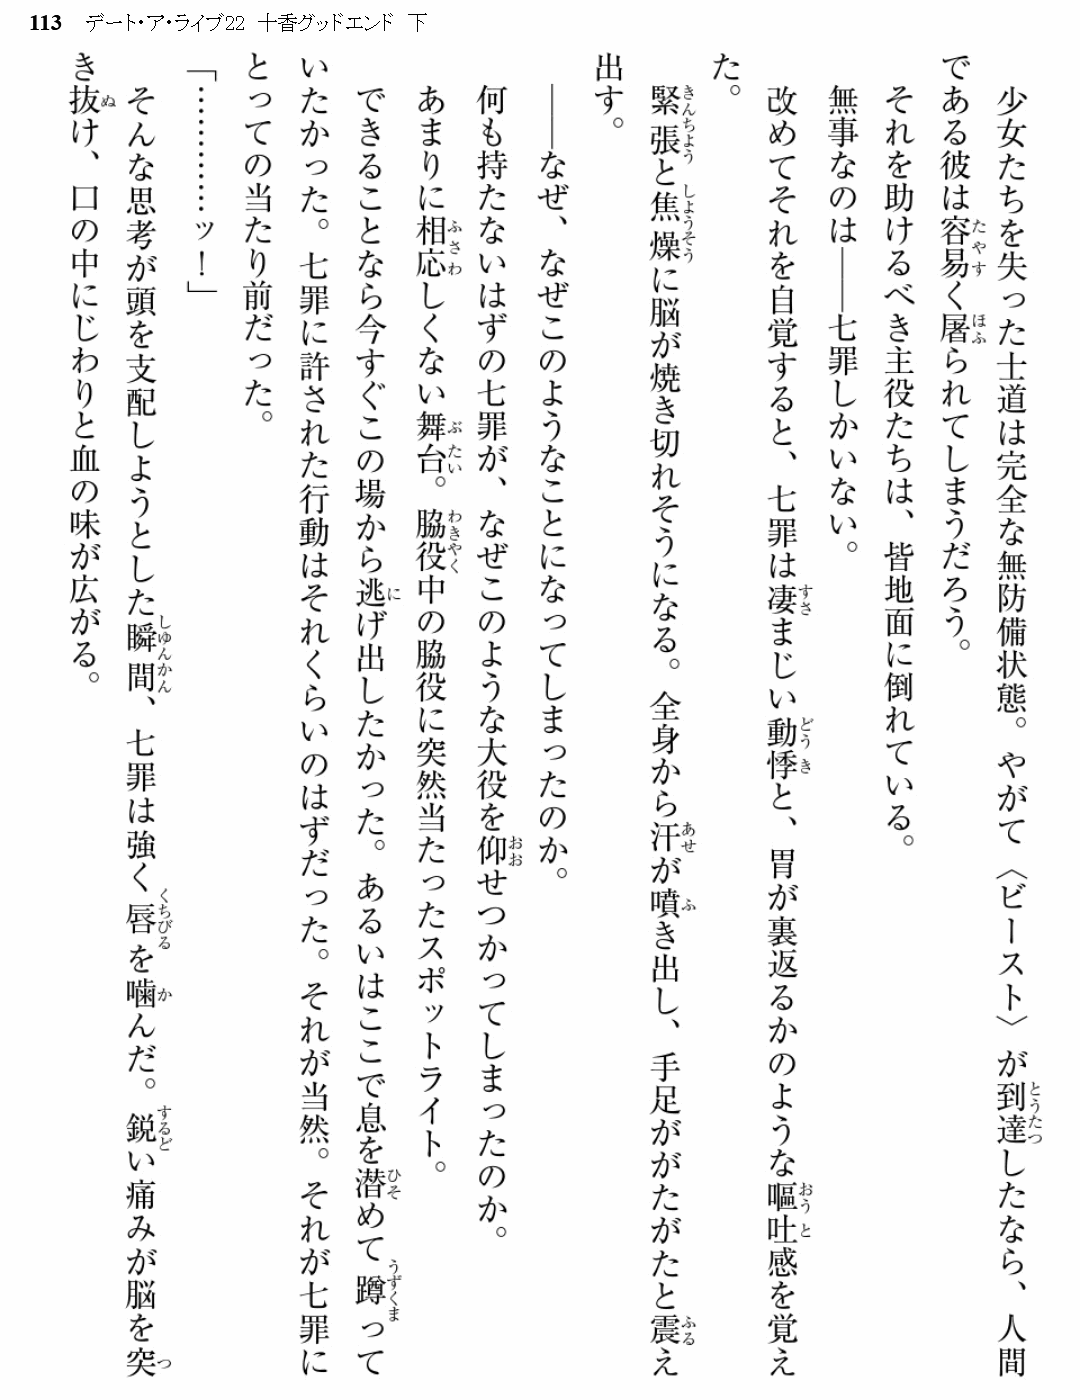 113 デート・ア・ライブ22 十香グッドエンド 下
少女たちを失った士道は完全な無防備状態。やがて〈ビースト〉が到達したなら、人間
である彼は容易く屠られてしまうだろう。
それを助けるべき主役たちは、皆地面に倒れている。
無事なのは――七罪しかいない。
改めてそれを自覚すると、七罪は凄まじい動悸と、胃が裏返るかのような嘔吐感を覚え
た。
緊張と焦燥に脳が焼き切れそうになる。全身から汗が噴き出し、手足ががたがたと震え
出す。
――なぜ、なぜこのようなことになってしまったのか。
何も持たないはずの七罪が、なぜこのような大役を仰せつかってしまったのか。
あまりに相応しくない舞台。脇役中の脇役に突然当たったスポットライト。
できることなら今すぐこの場から逃げ出したかった。あるいはここで息を潜めて蹲って
いたかった。七罪に許された行動はそれくらいのはずだった。それが当然。それが七罪に
とっての当たり前だった。
「…………ッ！」
そんな思考が頭を支配しようとした瞬間、七罪は強く唇を噛んだ。鋭い痛みが脳を突
き抜け、口の中にじわりと血の味が広がる。